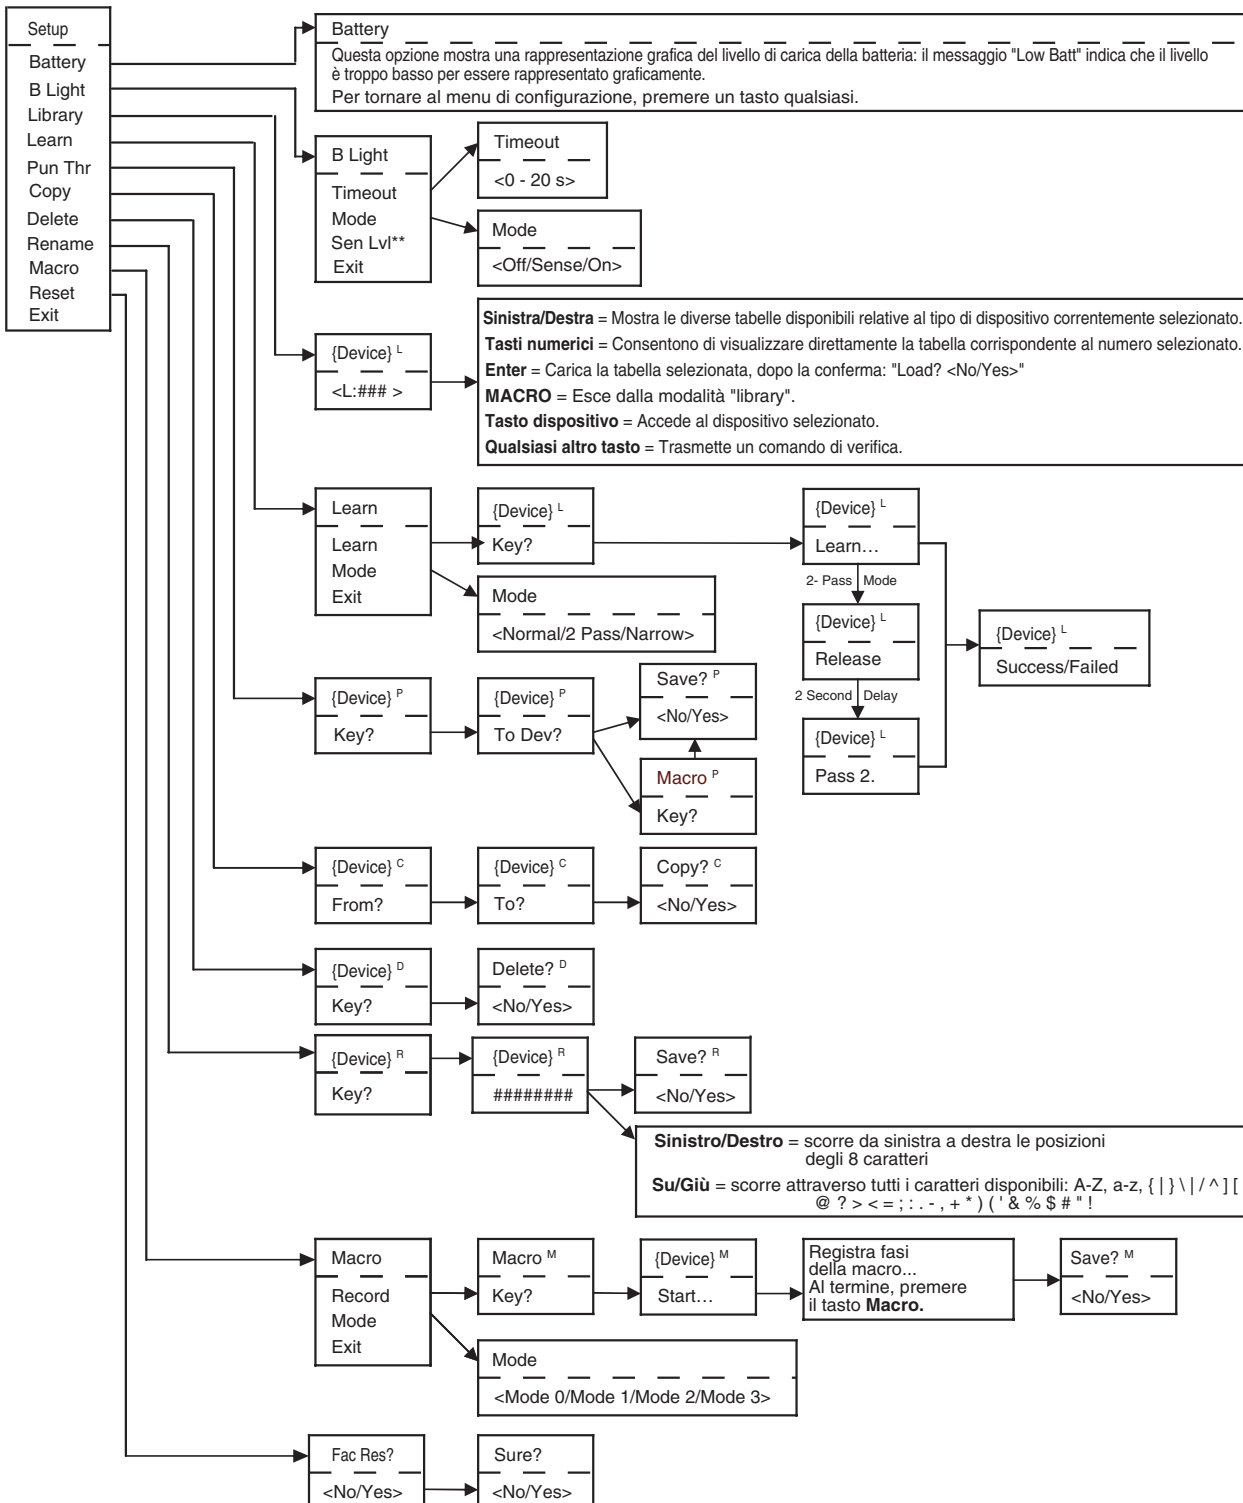 Setup
Battery
B Light
Library
Learn
Pun Thr
Copy
Delete
Rename
Macro
Reset
Exit
Battery
Questa opzione mostra una rappresentazione grafica del livello di carica della batteria: il messaggio "Low Batt" indica che il livello
è troppo basso per essere rappresentato graficamente.
Per tornare al menu di configurazione, premere un tasto qualsiasi.
B Light
Timeout
Mode
Sen Lvl**
Exit
Timeout
<0 - 20 s>
Mode
<Off/Sense/On>
{Device} L
<L:### >
Sinistra/Destra = Mostra le diverse tabelle disponibili relative al tipo di dispositivo correntemente selezionato.
Tasti numerici = Consentono di visualizzare direttamente la tabella corrispondente al numero selezionato.
Enter = Carica la tabella selezionata, dopo la conferma: "Load? <No/Yes>"
MACRO = Esce dalla modalità "library".
Tasto dispositivo = Accede al dispositivo selezionato.
Qualsiasi altro tasto = Trasmette un comando di verifica.
Learn
Learn
Mode
Exit
{Device} L
Key?
Mode
<Normal/2 Pass/Narrow>
{Device} L
Learn…
2- Pass Mode
{Device} L
Release
2 Second Delay
{Device} L
Pass 2.
{Device} L
Success/Failed
{Device} P
Key?
{Device} P
To Dev?
Save? P
<No/Yes>
Macro P
Key?
{Device} C
From?
{Device} C
To?
Copy? C
<No/Yes>
{Device} D
Key?
Delete? D
<No/Yes>
{Device} R
Key?
{Device} R
########
Save? R
<No/Yes>
Sinistro/Destro = scorre da sinistra a destra le posizioni
degli 8 caratteri
Su/Giù = scorre attraverso tutti i caratteri disponibili: A-Z, a-z, { | } \ | / ^ ] [
@ ? > < = ; : . - , + * ) ( ' & % $ # " !
Macro
Record
Mode
Exit
Macro M
Key?
{Device} M
Start…
Registra fasi
della macro...
Al termine, premere
il tasto Macro.
Save? M
<No/Yes>
Mode
<Mode 0/Mode 1/Mode 2/Mode 3>
Fac Res?
<No/Yes>
Sure?
<No/Yes>